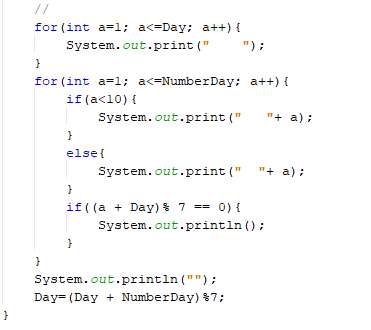 //
for(int a=1; a<=Day; a++){
System.out.print("    ");
}
for(int a=1; a<=NumberDay; a++){
if(a<10){
System.out.print("   "+ a);
}
else{
System.out.print("  "+ a);
}
if((a + Day)% 7 == 0){
System.out.println();
}
}
System.out.println("");
Day=(Day + NumberDay)%7;
}